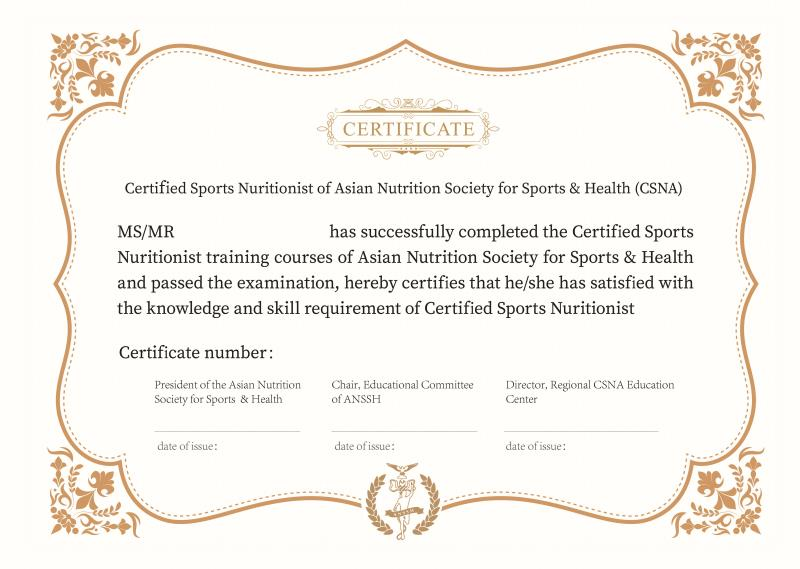 CERTIFICATE
Certified Sports Nuritionist of Asian Nutrition Society for Sports & Health (CSNA)
MS/MR has successfully completed the Certified Sports
Nuritionist training courses of Asian Nutrition Society for Sports & Health
and passed the examination, hereby certifies that he/she has satisfied with
the knowledge and skill requirement of Certified Sports Nuritionist
Certificate number:
President of the Asian Nutrition
Society for Sports & Health
date of issue:
Chair, Educational Committee
of ANSSH
date of issue:
Director, Regional CSNA Education
Center
date of issue: